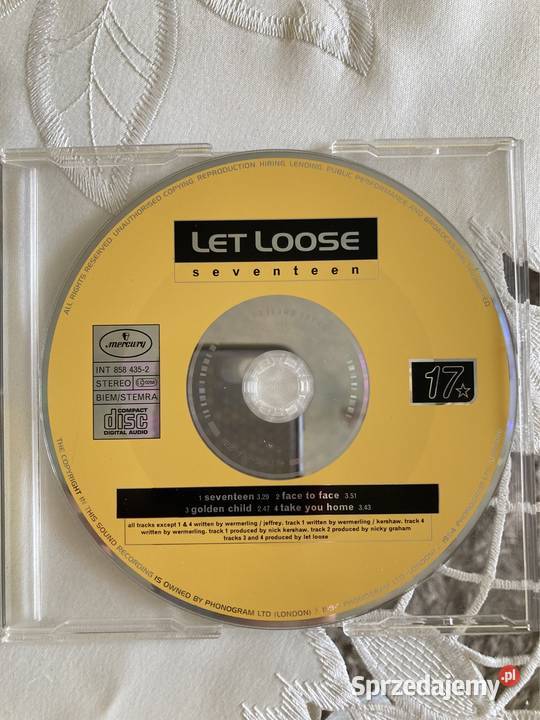 LET LOOSE
seventeen
mercury
INT 858 435-2
STEREO
BIEM/STEMRA
COMPACT
disc
DIGITAL AUDIO
17
1 seventeen 3.29 2 face to face 3.51
3 golden child 2.47 4 take you home 3.43
all tracks except 1 & 4 written by wermerling / jeffrey. track 1 written by wermerling / kershaw. track 4
written by wermerling. track 1 produced by nick kershaw. track 2 produced by nicky graham
tracks 3 and 4 produced by let loose
ALL RIGHTS RESERVED UNAUTHORISED COPYING, REPRODUCTION HIRING, LENDING, PUBLIC PERFORMANCE AND BROADCASTING
THE COPYRIGHT IN THIS SOUND RECORDING IS OWNED BY PHONOGRAM LTD (LONDON)
Sprzedajemy.pl